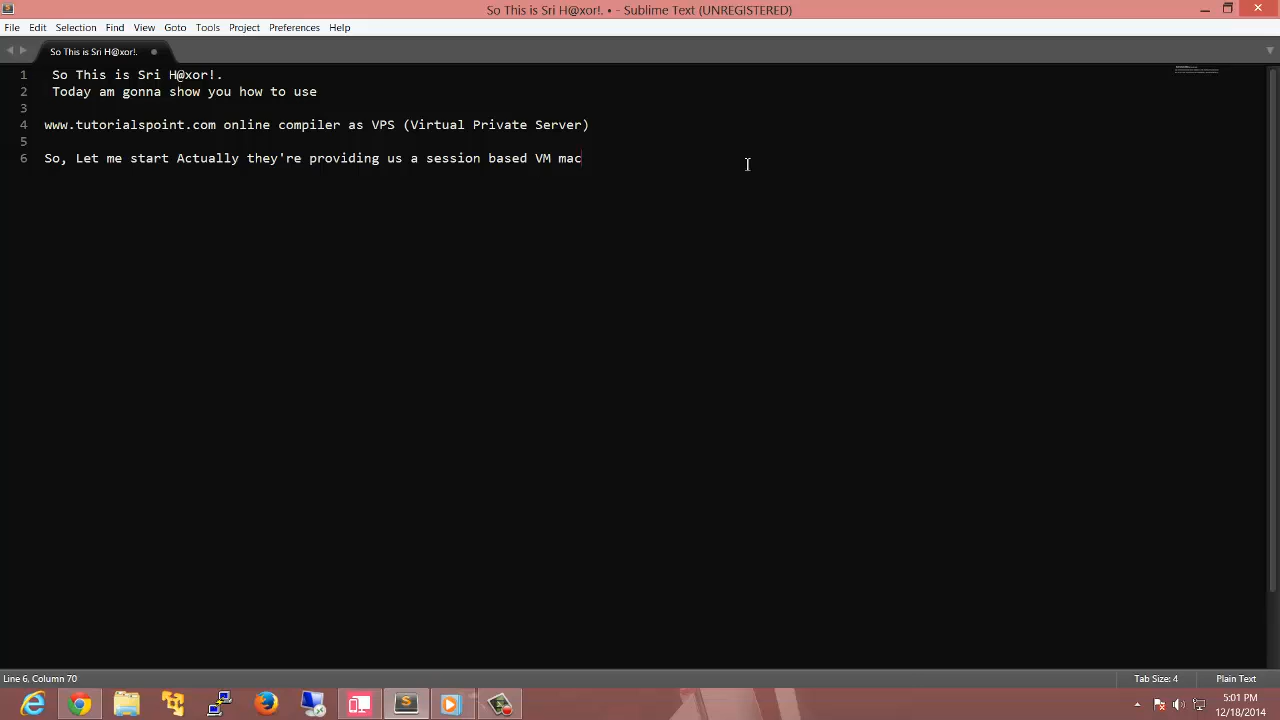 So This is Sri H@xor!. • - Sublime Text (UNREGISTERED)
File Edit Selection Find View Goto Tools Project Preferences Help
So This is Sri H@xor!.
1 So This is Sri H@xor!.
2 Today am gonna show you how to use
3
4 www.tutorialspoint.com online compiler as VPS (Virtual Private Server)
5
6 So, Let me start Actually they're providing us a session based VM mac
Line 6, Column 70 Tab Size: 4 Plain Text
5:01 PM
12/18/2014